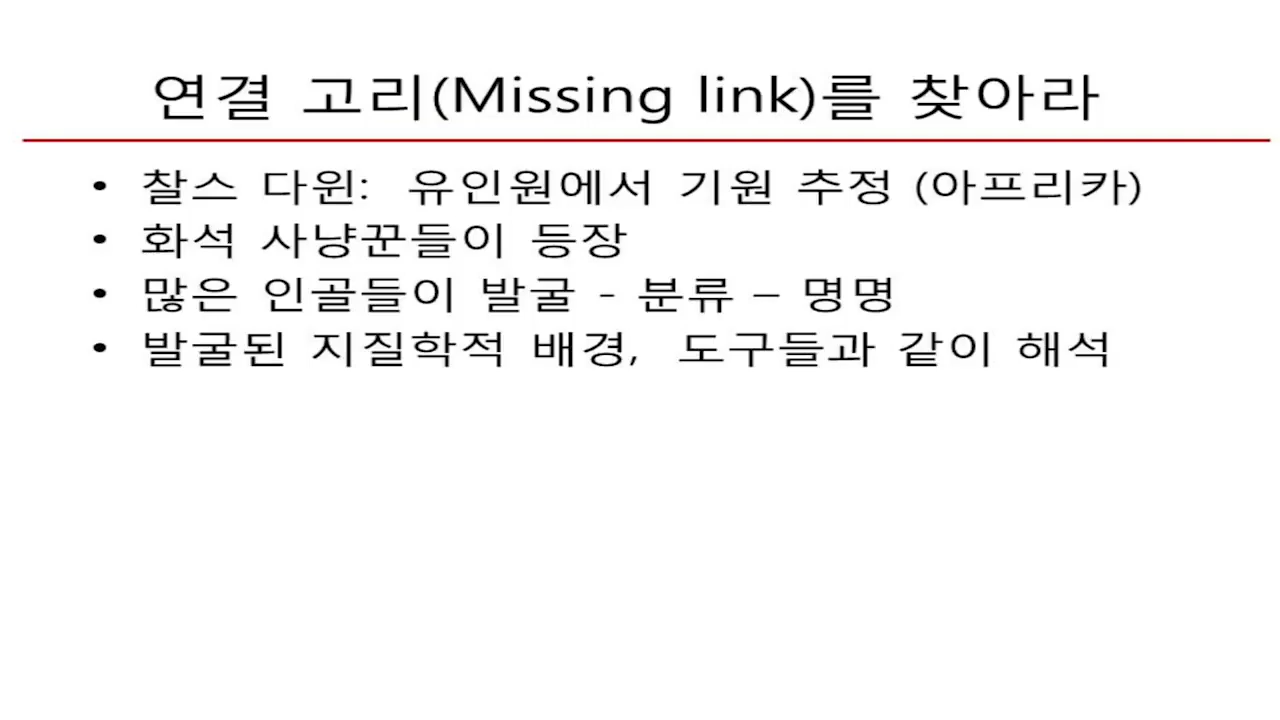 연결 고리(Missing link)를 찾아라
• 찰스 다윈: 유인원에서 기원 추정 (아프리카)
• 화석 사냥꾼들이 등장
• 많은 인골들이 발굴 - 분류 – 명명
• 발굴된 지질학적 배경, 도구들과 같이 해석